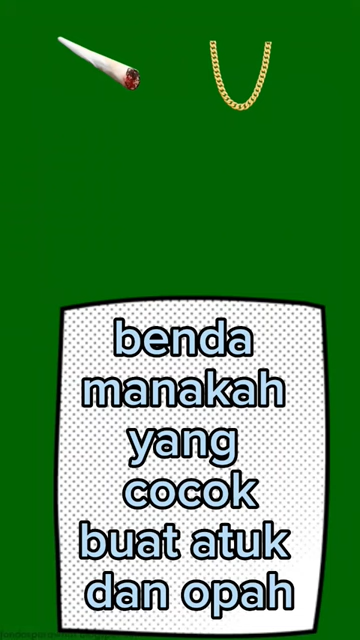 benda
manakah
yang
cocok
buat atuk
dan opah